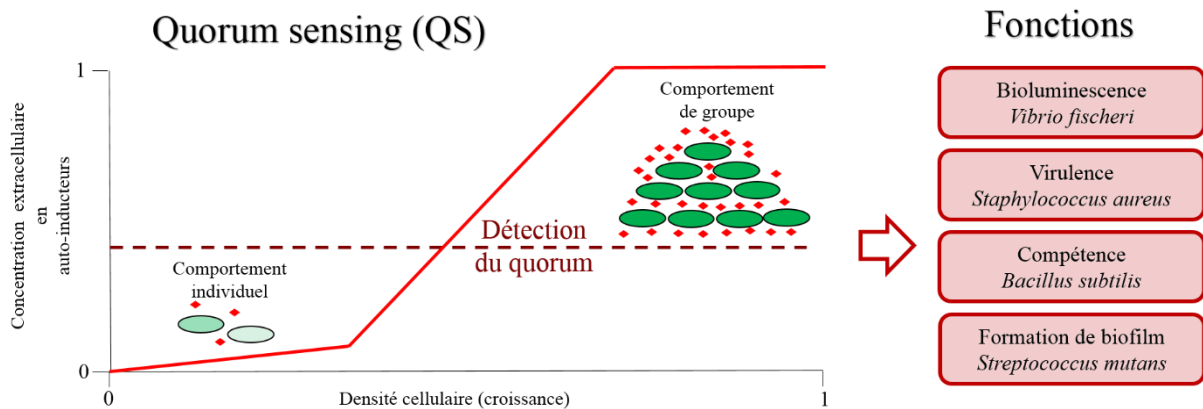 Quorum sensing (QS)
Fonctions
1
Concentration extracellulaire
en
auto-inducteurs
Comportement
de groupe
Détection
du quorum
Comportement
individuel
0
0
Densité cellulaire (croissance)
1
Bioluminescence
Vibrio fischeri
Virulence
Staphylococcus aureus
Compétence
Bacillus subtilis
Formation de biofilm
Streptococcus mutans